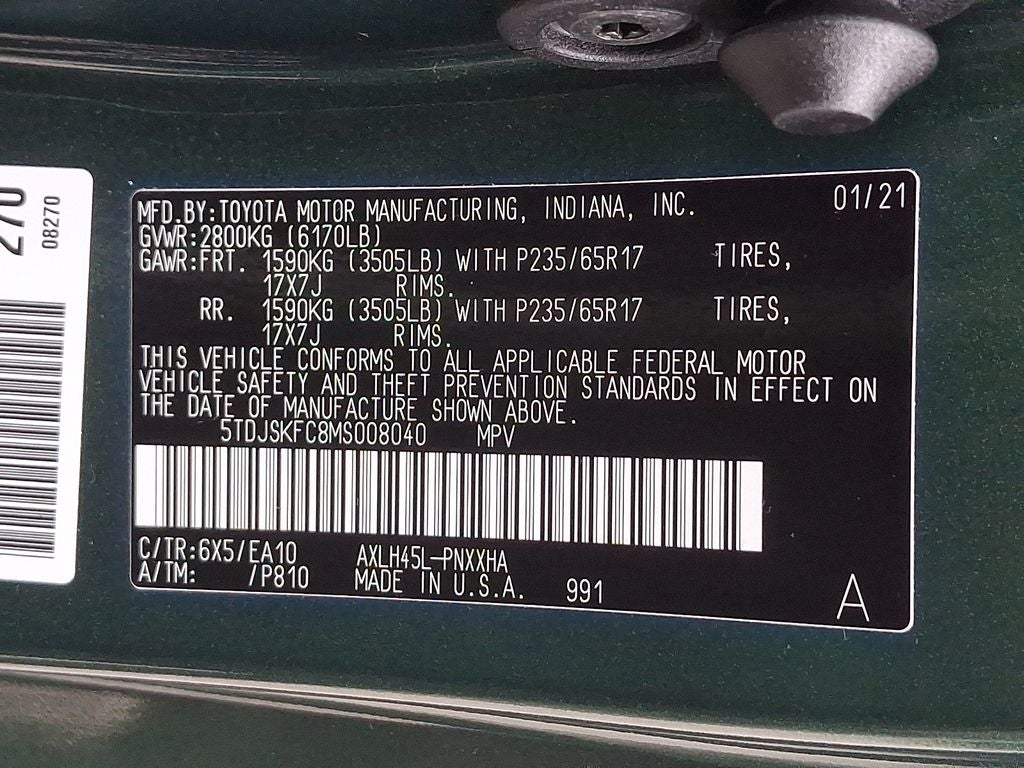 270
08270
MFD.BY:TOYOTA MOTOR MANUFACTURING, INDIANA, INC. 01/21
GVWR:2800KG (6170LB)
GAWR:FRT. 1590KG (3505LB) WITH P235/65R17 TIRES,
17X7J RIMS.
RR. 1590KG (3505LB) WITH P235/65R17 TIRES,
17X7J RIMS.
THIS VEHICLE CONFORMS TO ALL APPLICABLE FEDERAL MOTOR
VEHICLE SAFETY AND THEFT PREVENTION STANDARDS IN EFFECT ON
THE DATE OF MANUFACTURE SHOWN ABOVE.
5TDJSKFC8MS008040 MPV
C/TR:6X5/EA10 AXLH45L-PNXXHA
A/TM: /P810 MADE IN U.S.A. 991
A